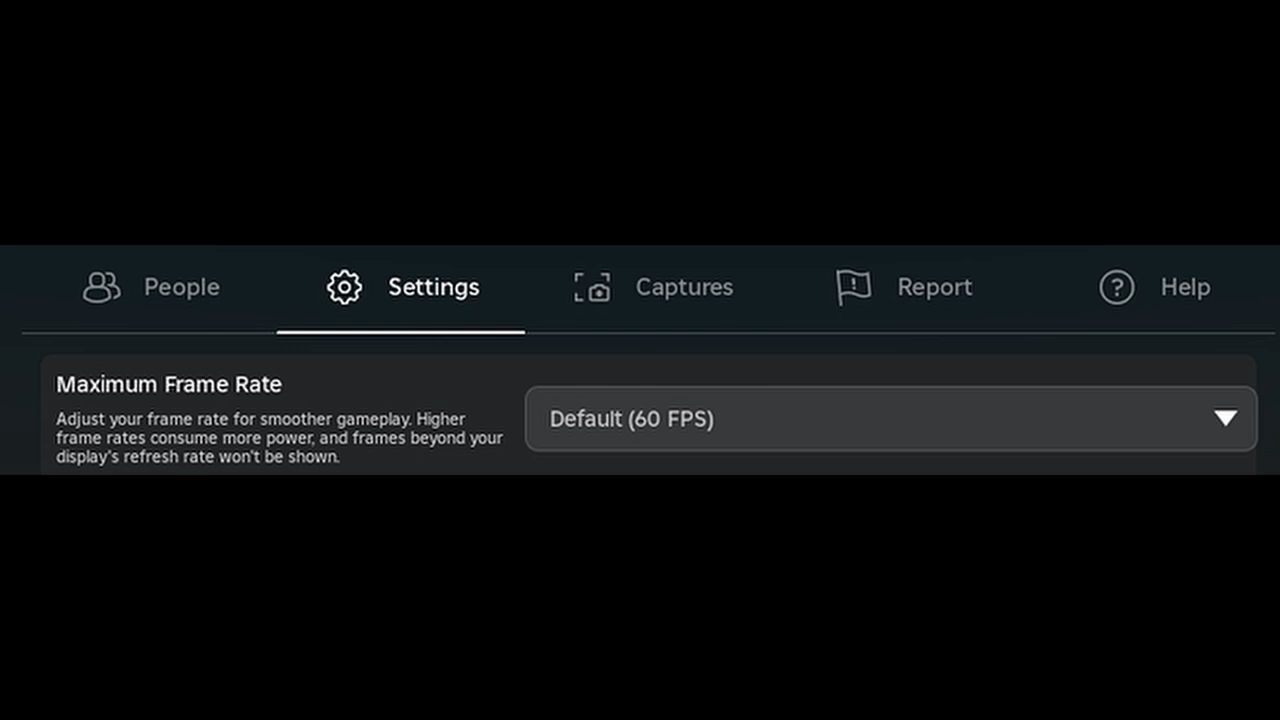 People Settings Captures Report Help
Maximum Frame Rate
Adjust your frame rate for smoother gameplay. Higher
frame rates consume more power, and frames beyond your
display's refresh rate won't be shown.
Default (60 FPS)